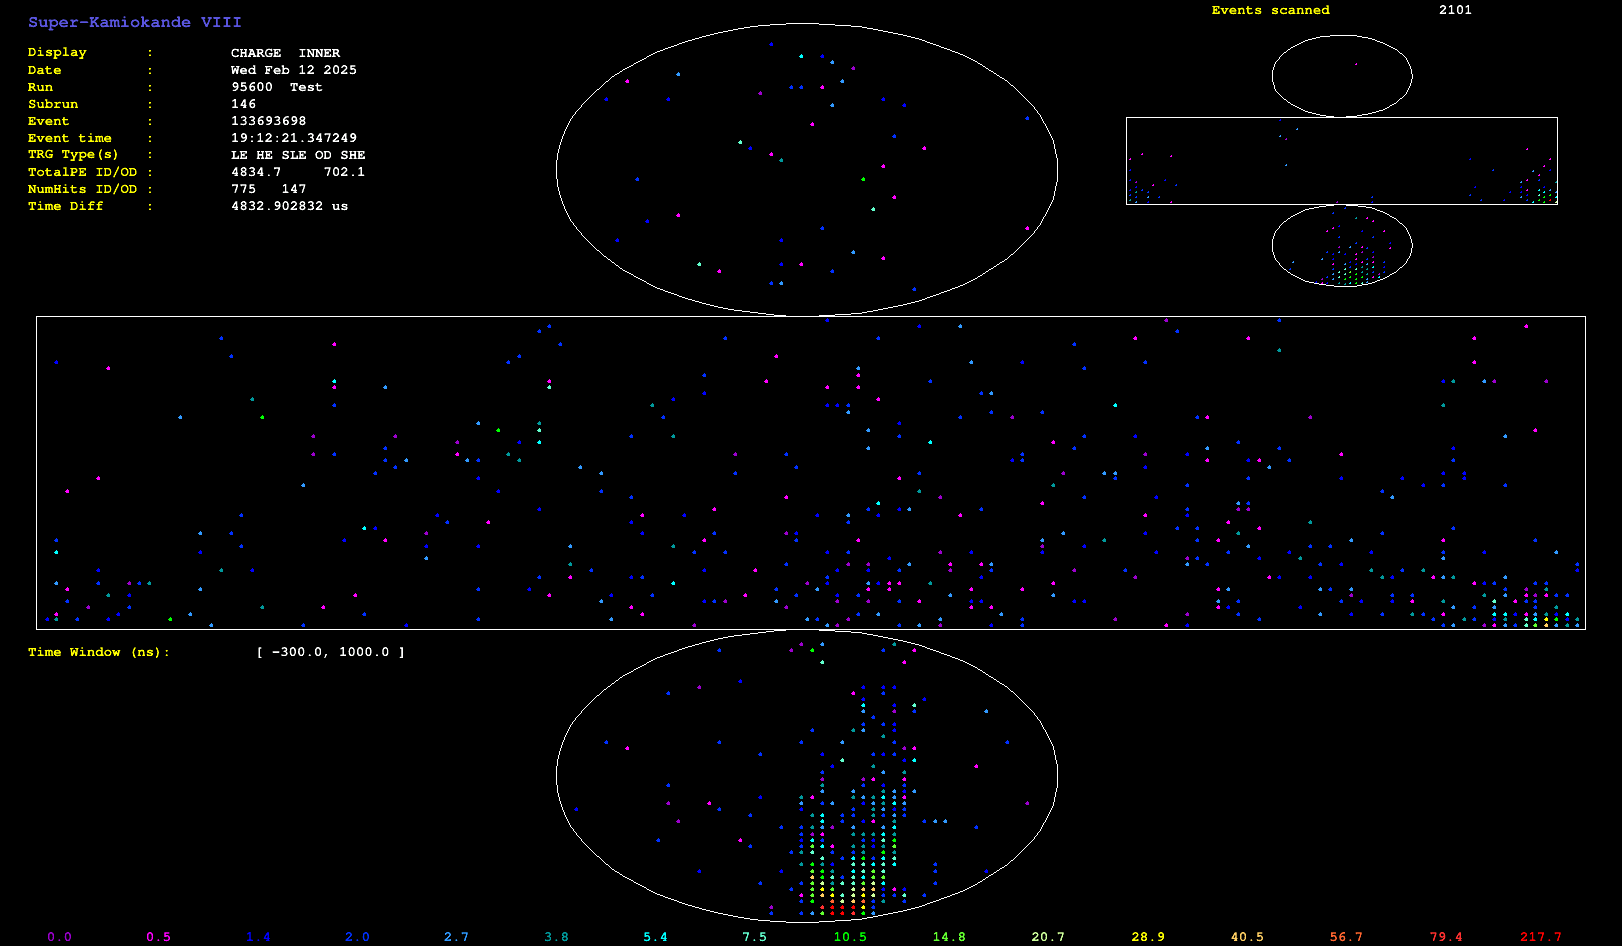 Super-Kamiokande VIII
Events scanned 2101
Display : CHARGE INNER
Date : Wed Feb 12 2025
Run : 95600 Test
Subrun : 146
Event : 133693698
Event time : 19:12:21.347249
TRG Type(s) : LE HE SLE OD SHE
TotalPE ID/OD : 4834.7 702.1
NumHits ID/OD : 775 147
Time Diff : 4832.902832 us
Time Window (ns): [ -300.0, 1000.0 ]
0.0 0.5 1.4 2.0 2.7 3.8 5.4 7.5 10.5 14.8 20.7 28.9 40.5 56.7 79.4 217.7